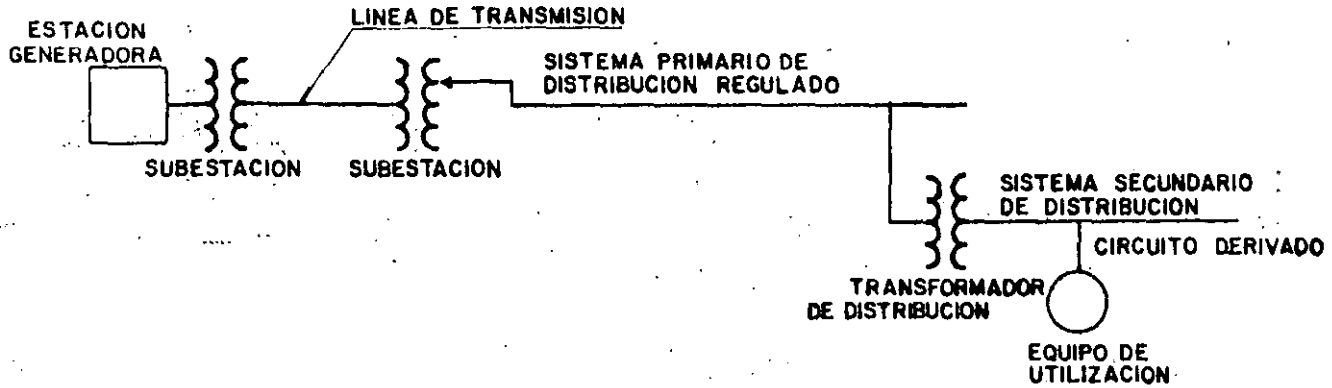 ESTACION
GENERADORA
LINEA DE TRANSMISION
SISTEMA PRIMARIO DE
DISTRIBUCION REGULADO
SUBESTACION
SUBESTACION
SISTEMA SECUNDARIO
DE DISTRIBUCION
CIRCUITO DERIVADO
TRANSFORMADOR
DE DISTRIBUCION
EQUIPO DE
UTILIZACION